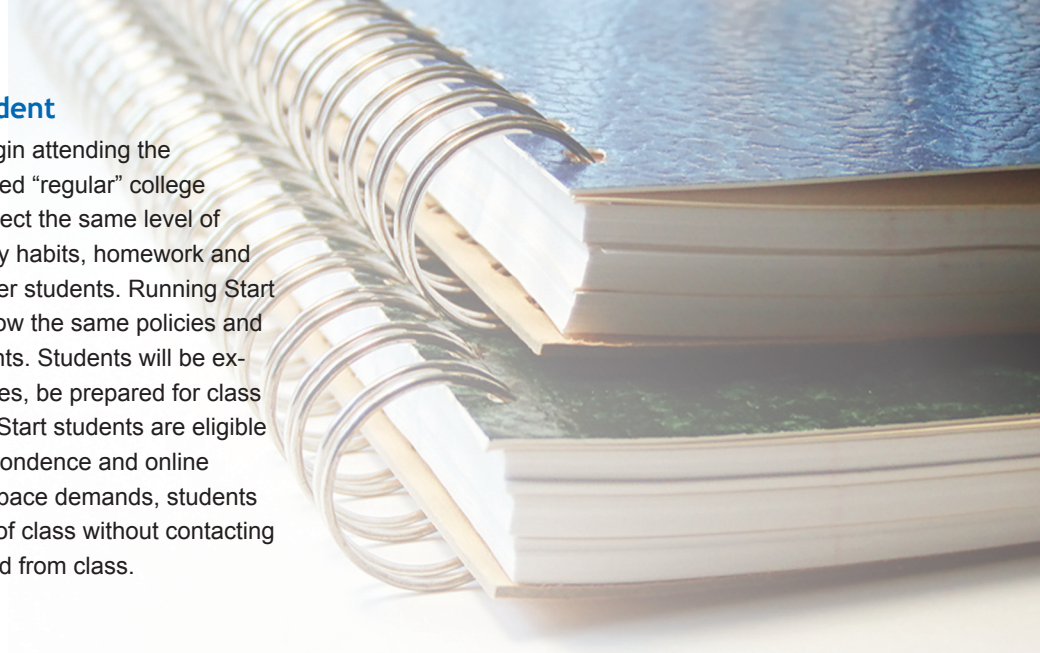 dent
gin attending the
ed “regular” college
ect the same level of
y habits, homework and
er students. Running Start
ow the same policies and
nts. Students will be ex-
es, be prepared for class
Start students are eligible
ondence and online
pace demands, students
of class without contacting
d from class.